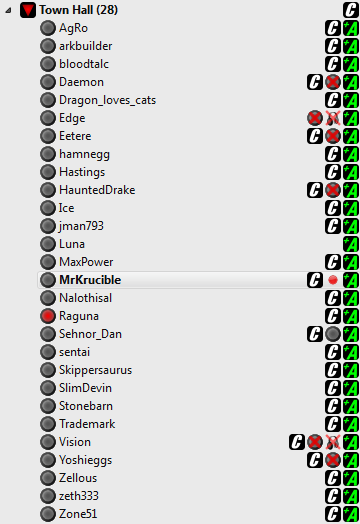 Town Hall (28) C
AgRo C +A
arkbuilder C +A
bloodtalc C +A
Daemon C +A
Dragon_loves_cats C +A
Edge +A
Eetere C +A
hamnegg C +A
Hastings C +A
HauntedDrake C +A
Ice C +A
jman793 C +A
Luna +A
MaxPower C +A
MrKrucible C +A
Nalothisal C +A
Raguna C +A
Sehnor_Dan C +A
sentai C +A
Skippersaurus C +A
SlimDevin C +A
Stonebarn C +A
Trademark C +A
Vision C +A
Yoshieggs C +A
Zellous C +A
zeth333 C +A
Zone51 C +A